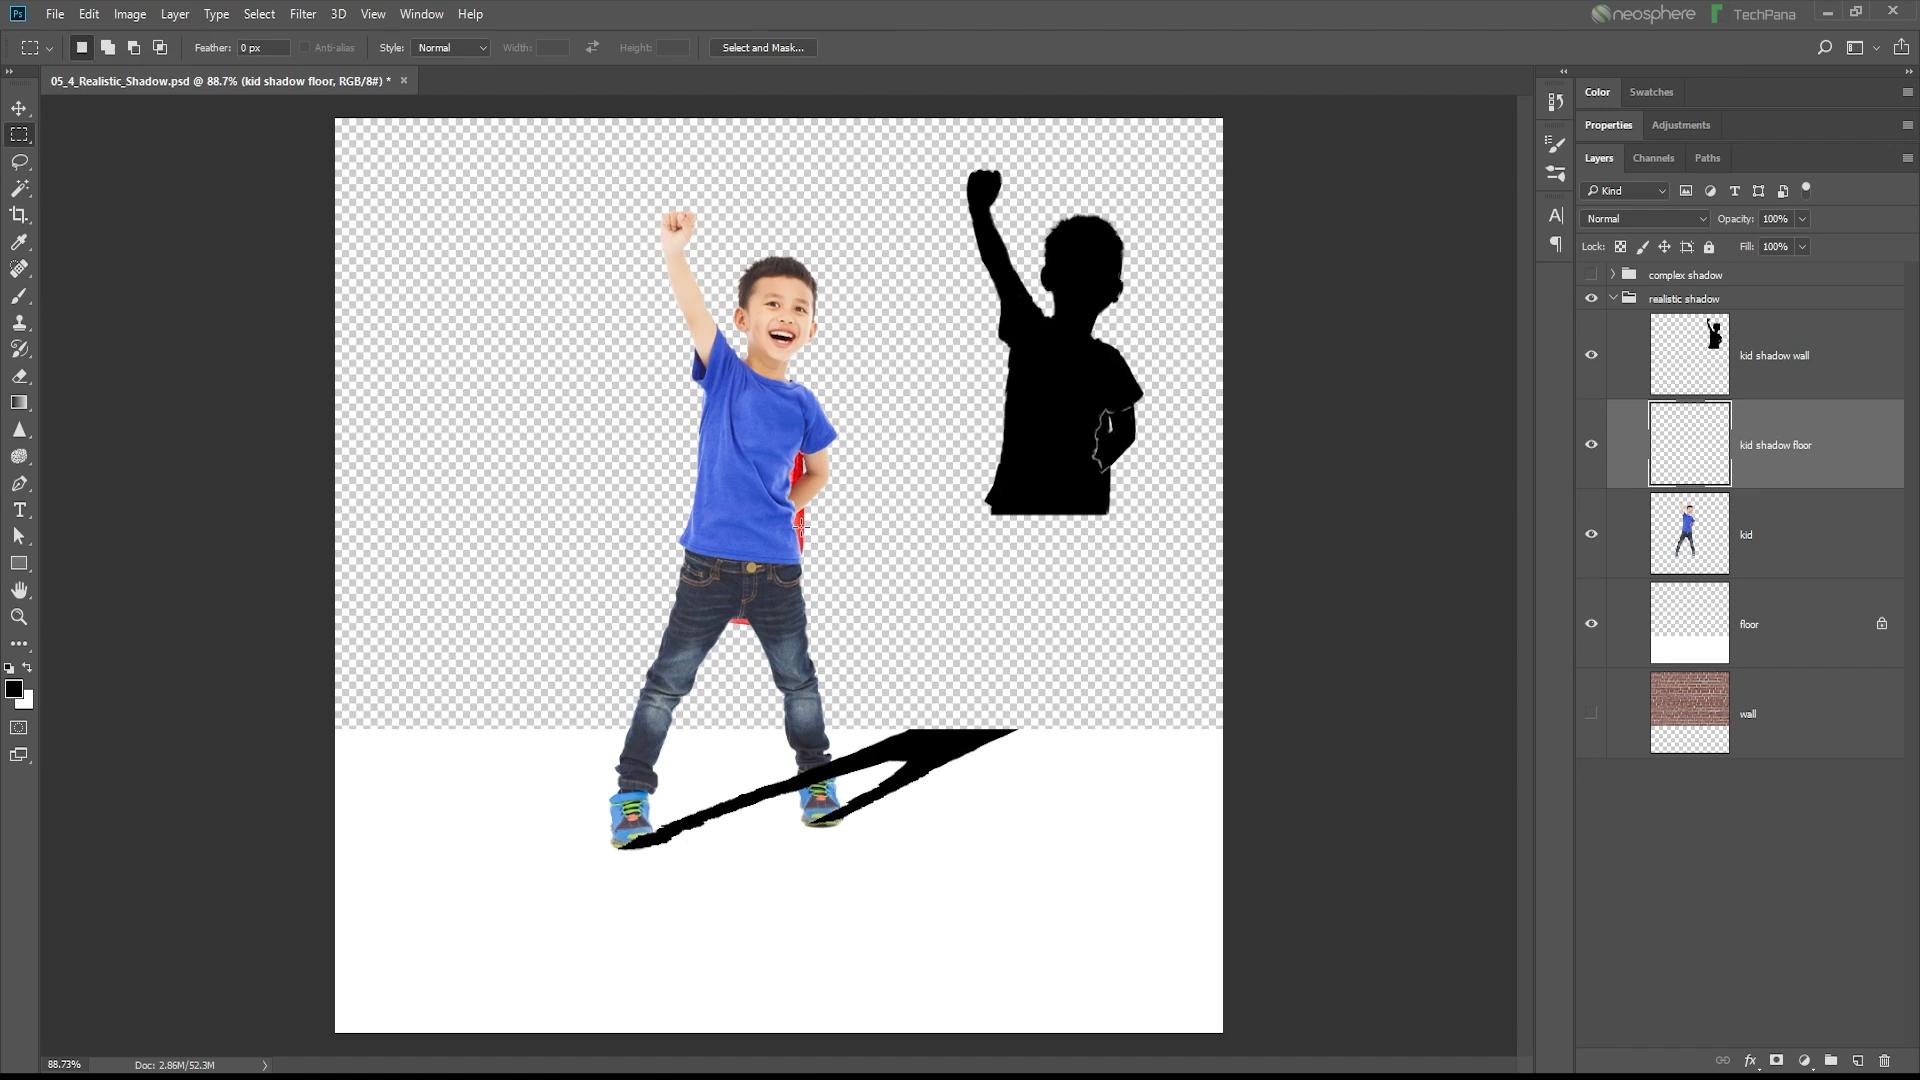 Ps File Edit Image Layer Type Select Filter 3D View Window Help neosphere TechPana
Feather: 0 px Anti-alias Style: Normal Width: Height: Select and Mask...
05_4_Realistic_Shadow.psd @ 88.7% (kid shadow floor, RGB/8#) * ×
Color Swatches
Properties Adjustments
Layers Channels Paths
Kind
Normal Opacity: 100%
Lock: Fill: 100%
complex shadow
realistic shadow
kid shadow wall
kid shadow floor
kid
floor
wall
88.73% Doc: 2.86M/52.3M